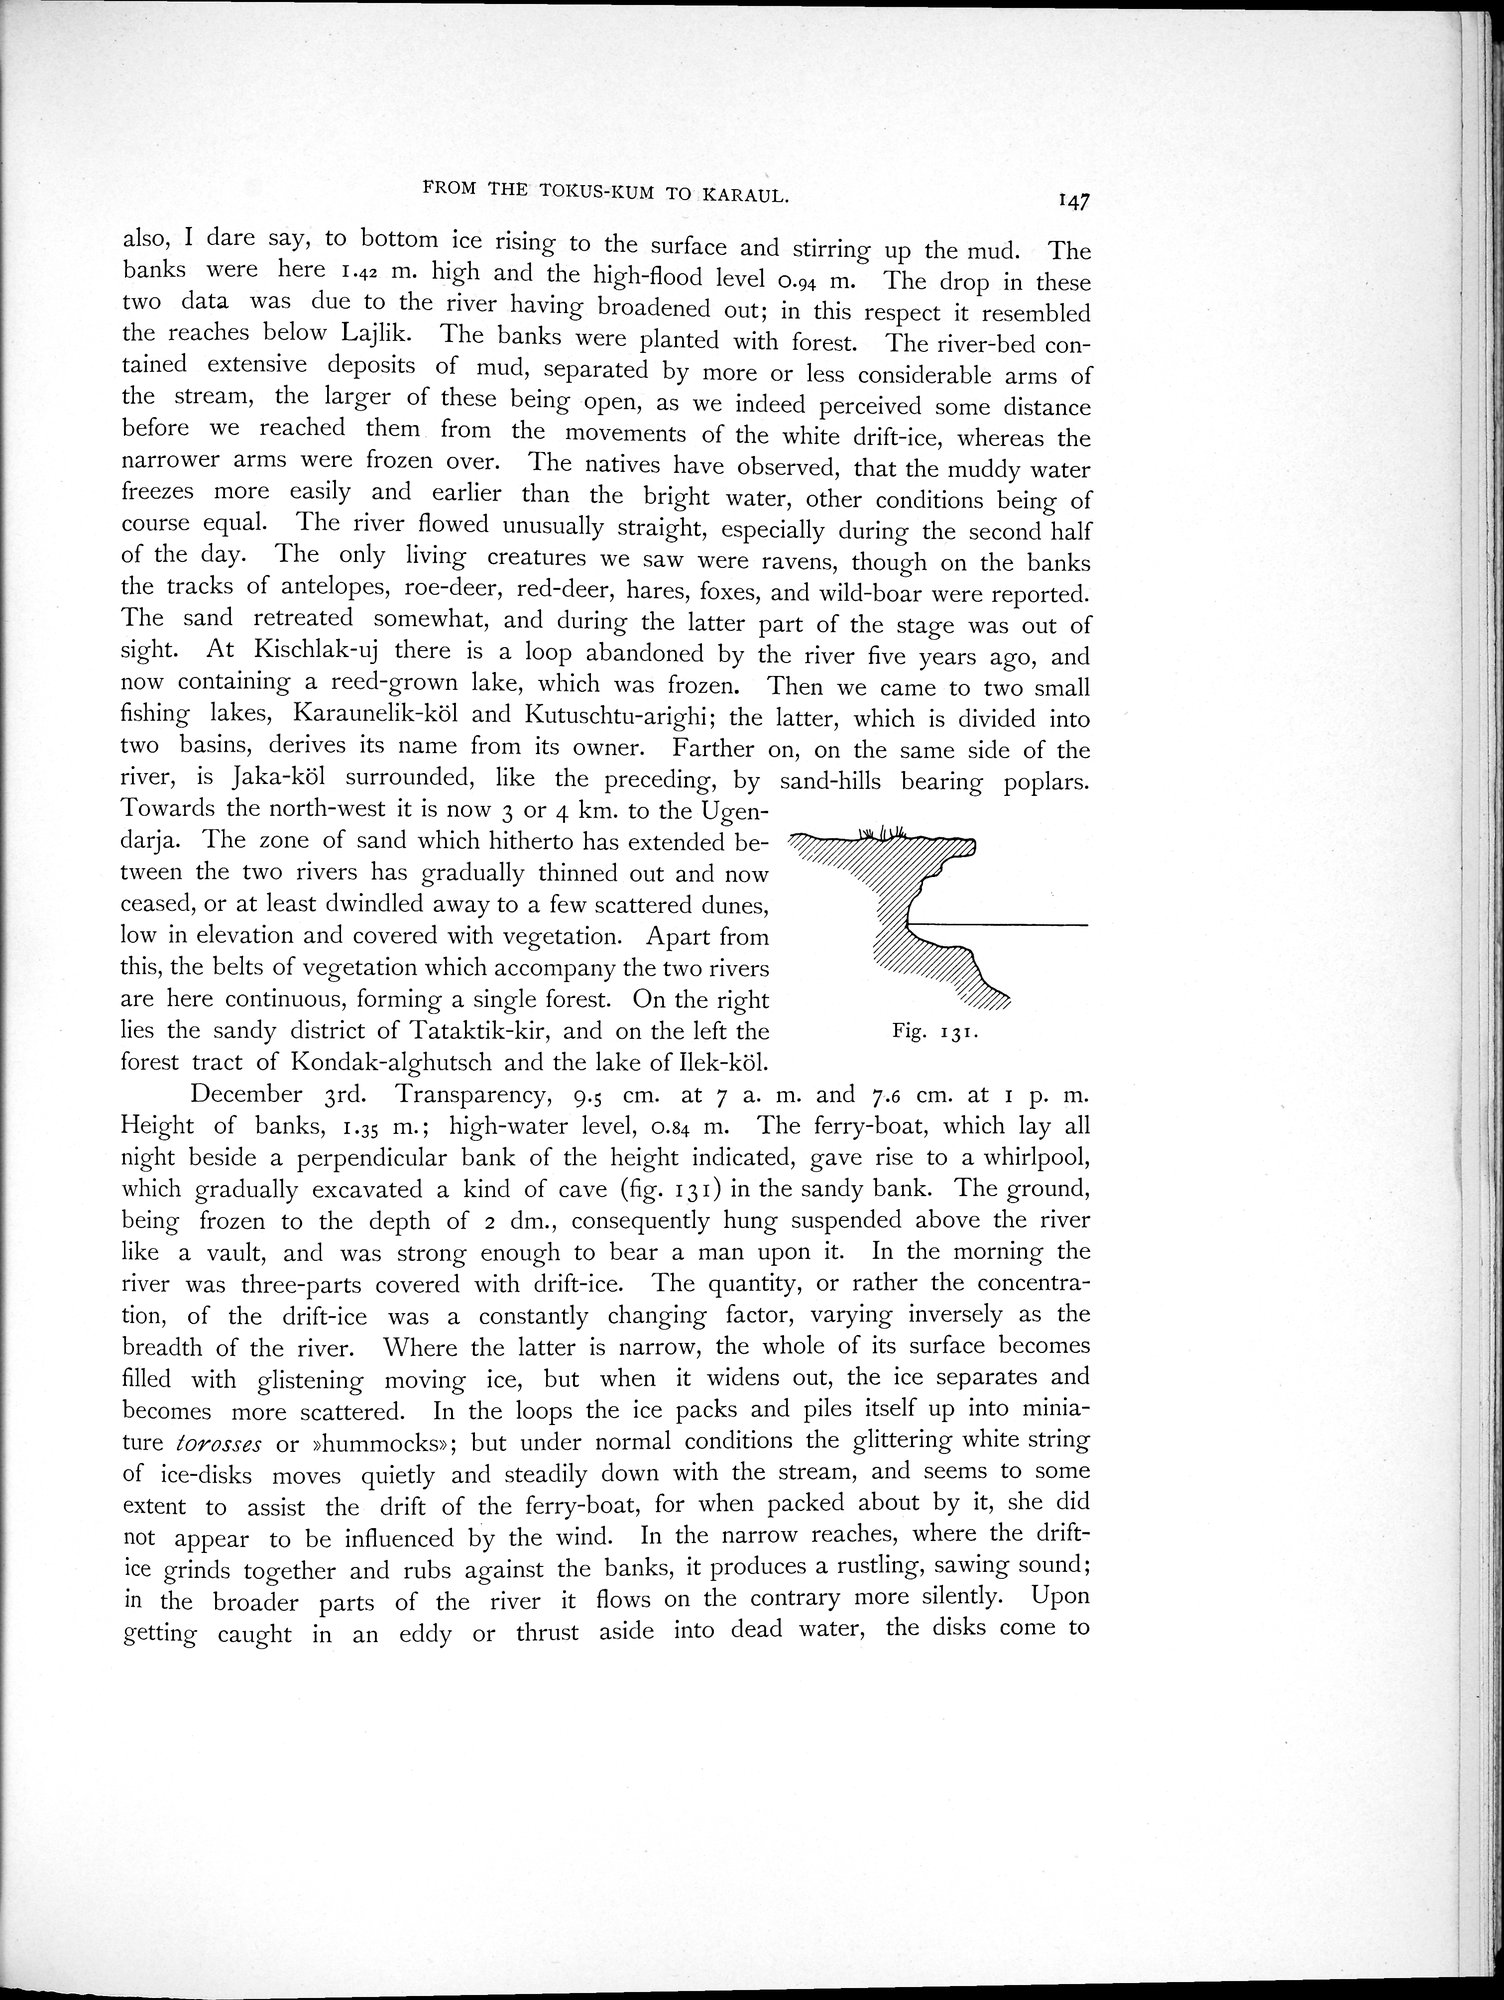 FROM THE TOKUS-KUM TO KARAUL.
147
also, I dare say, to bottom ice rising to the surface and stirring up the mud. The
banks were here 1.42 m. high and the high-flood level 0.94 m. The drop in these
two data was due to the river having broadened out; in this respect it resembled
the reaches below Lajlik. The banks were planted with forest. The river-bed con-
tained extensive deposits of mud, separated by more or less considerable arms of
the stream, the larger of these being open, as we indeed perceived some distance
before we reached them from the movements of the white drift-ice, whereas the
narrower arms were frozen over. The natives have observed, that the muddy water
freezes more easily and earlier than the bright water, other conditions being of
course equal. The river flowed unusually straight, especially during the second half
of the day. The only living creatures we saw were ravens, though on the banks
the tracks of antelopes, roe-deer, red-deer, hares, foxes, and wild-boar were reported.
The sand retreated somewhat, and during the latter part of the stage was out of
sight. At Kischlak-uj there is a loop abandoned by the river five years ago, and
now containing a reed-grown lake, which was frozen. Then we came to two small
fishing lakes, Karaunelik-köl and Kutuschtu-arighi; the latter, which is divided into
two basins, derives its name from its owner. Farther on, on the same side of the
river, is Jaka-köl surrounded, like the preceding, by sand-hills bearing poplars.
Towards the north-west it is now 3 or 4 km. to the Ugen-
darja. The zone of sand which hitherto has extended be-
tween the two rivers has gradually thinned out and now
ceased, or at least dwindled away to a few scattered dunes,
low in elevation and covered with vegetation. Apart from
this, the belts of vegetation which accompany the two rivers
are here continuous, forming a single forest. On the right
lies the sandy district of Tataktik-kir, and on the left the
forest tract of Kondak-alghutsch and the lake of Ilek-köl.
Fig. 131.
December 3rd. Transparency, 9.5 cm. at 7 a. m. and 7.6 cm. at 1 p. m.
Height of banks, 1.35 m.; high-water level, 0.84 m. The ferry-boat, which lay all
night beside a perpendicular bank of the height indicated, gave rise to a whirlpool,
which gradually excavated a kind of cave (fig. 131) in the sandy bank. The ground,
being frozen to the depth of 2 dm., consequently hung suspended above the river
like a vault, and was strong enough to bear a man upon it. In the morning the
river was three-parts covered with drift-ice. The quantity, or rather the concentra-
tion, of the drift-ice was a constantly changing factor, varying inversely as the
breadth of the river. Where the latter is narrow, the whole of its surface becomes
filled with glistening moving ice, but when it widens out, the ice separates and
becomes more scattered. In the loops the ice packs and piles itself up into minia-
ture torosses or »hummocks»; but under normal conditions the glittering white string
of ice-disks moves quietly and steadily down with the stream, and seems to some
extent to assist the drift of the ferry-boat, for when packed about by it, she did
not appear to be influenced by the wind. In the narrow reaches, where the drift-
ice grinds together and rubs against the banks, it produces a rustling, sawing sound;
in the broader parts of the river it flows on the contrary more silently. Upon
getting caught in an eddy or thrust aside into dead water, the disks come to